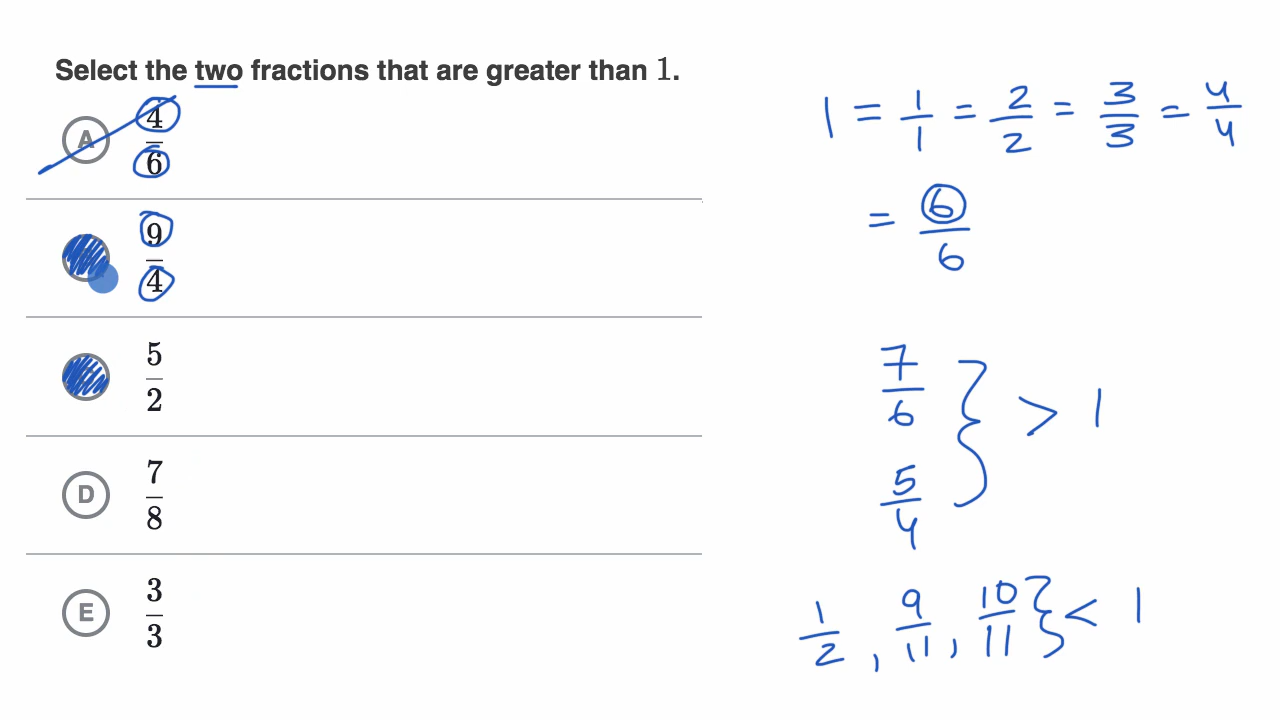 Select the two fractions that are greater than 1.
A 4/6
9/4
5/2
D 7/8
E 3/3
1 = 1/1 = 2/2 = 3/3 = 4/4
= 6/6
7/6
5/4
} > 1
1/2 , 9/11 , 10/11 } < 1